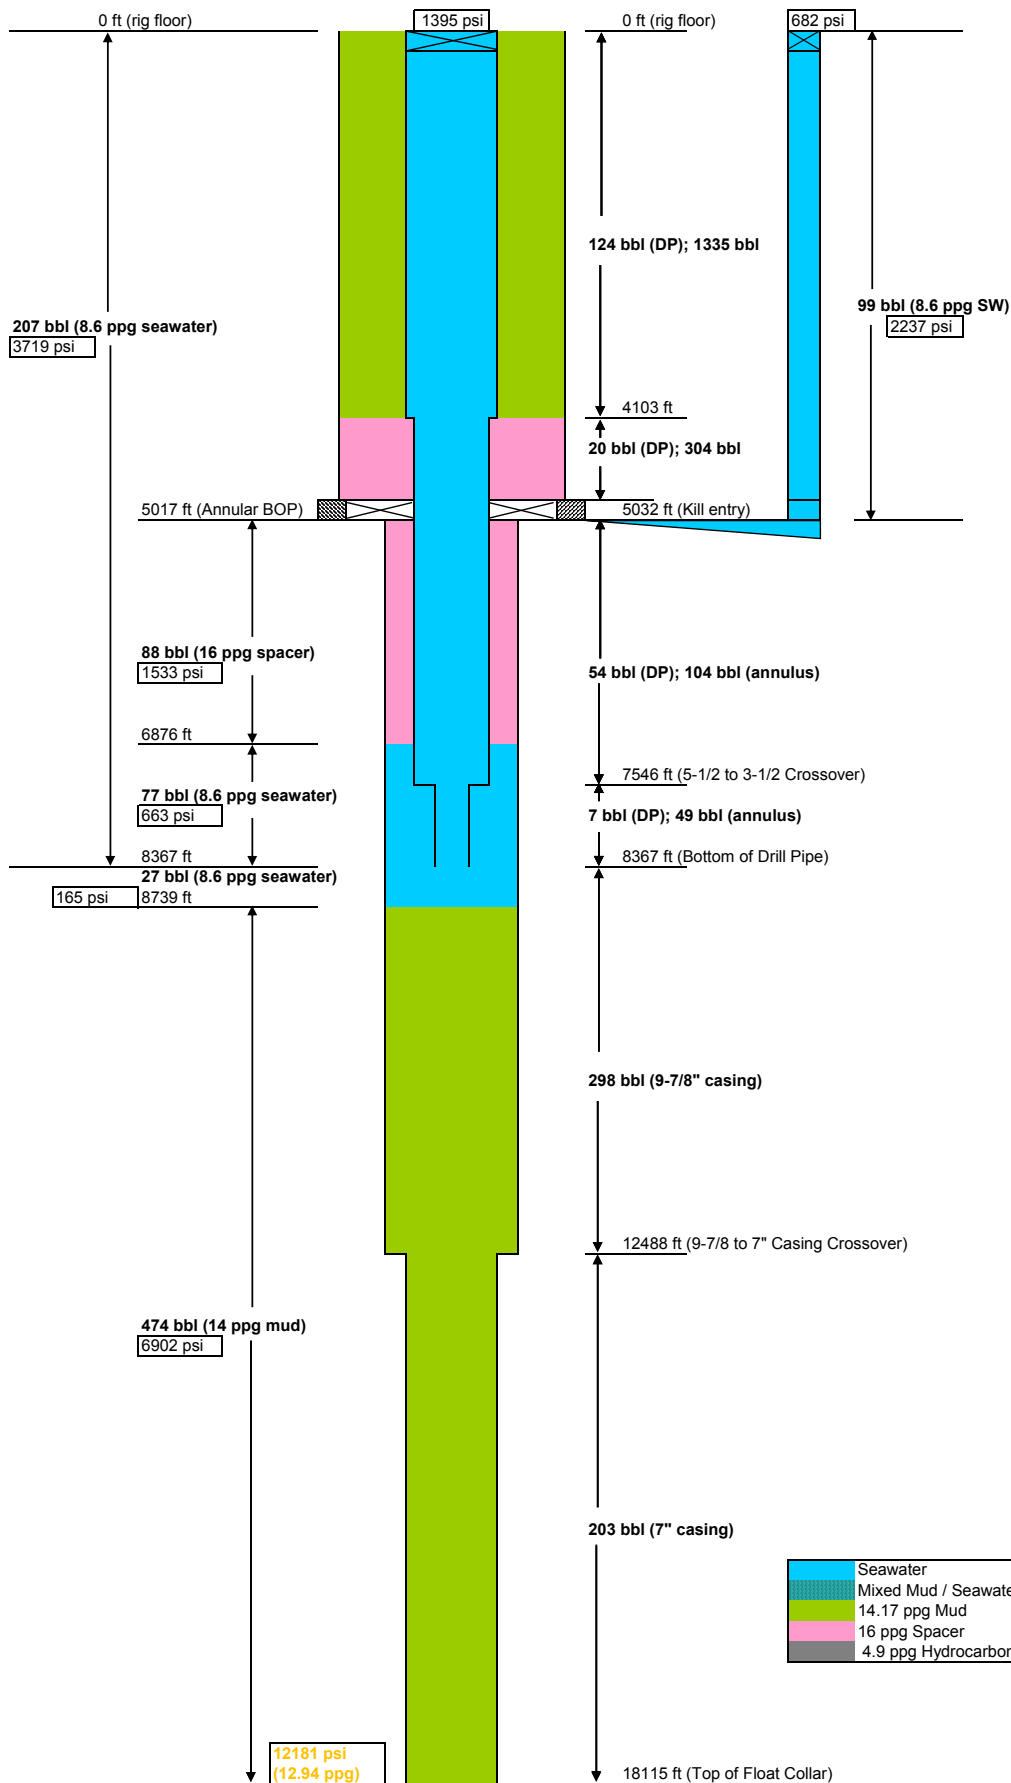 0 ft (rig floor)
1395 psi
0 ft (rig floor)
682 psi
124 bbl (DP); 1335 bbl
99 bbl (8.6 ppg SW)
2237 psi
207 bbl (8.6 ppg seawater)
3719 psi
4103 ft
20 bbl (DP); 304 bbl
5017 ft (Annular BOP)
5032 ft (Kill entry)
88 bbl (16 ppg spacer)
1533 psi
54 bbl (DP); 104 bbl (annulus)
6876 ft
7546 ft (5-1/2 to 3-1/2 Crossover)
77 bbl (8.6 ppg seawater)
663 psi
7 bbl (DP); 49 bbl (annulus)
8367 ft
8367 ft (Bottom of Drill Pipe)
27 bbl (8.6 ppg seawater)
165 psi
8739 ft
298 bbl (9-7/8" casing)
12488 ft (9-7/8 to 7" Casing Crossover)
474 bbl (14 ppg mud)
6902 psi
203 bbl (7" casing)
Seawater
Mixed Mud / Seawate
14.17 ppg Mud
16 ppg Spacer
4.9 ppg Hydrocarbon
12181 psi
(12.94 ppg)
18115 ft (Top of Float Collar)